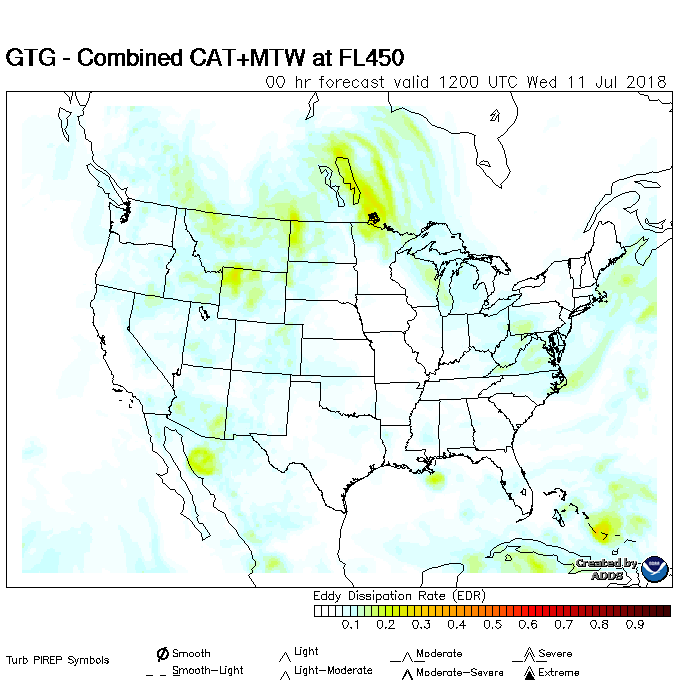 GTG - Combined CAT+MTW at FL450
00 hr forecast valid 1200 UTC Wed 11 Jul 2018
Created by
ADDS
Eddy Dissipation Rate (EDR)
0.1 0.2 0.3 0.4 0.5 0.6 0.7 0.8 0.9
Turb PIREP Symbols
Smooth Light Moderate Severe
Smooth-Light Light-Moderate Moderate-Severe Extreme